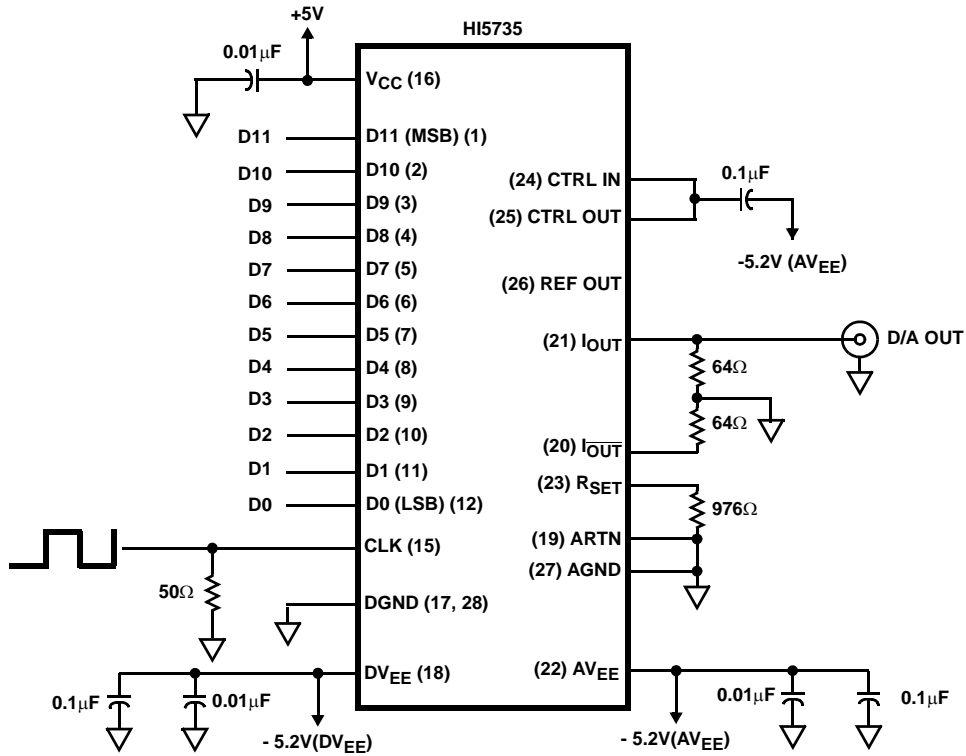 +5V
HI5735
0.01μF
VCC (16)
D11
D11 (MSB) (1)
D10
D10 (2)
D9
D9 (3)
D8
D8 (4)
D7
D7 (5)
D6
D6 (6)
D5
D5 (7)
D4
D4 (8)
D3
D3 (9)
D2
D2 (10)
D1
D1 (11)
D0
D0 (LSB) (12)
CLK (15)
50Ω
DGND (17, 28)
DVEE (18)
0.1μF
0.01μF
- 5.2V(DVEE)
(24) CTRL IN
(25) CTRL OUT
0.1μF
-5.2V (AVEE)
(26) REF OUT
(21) IOUT
D/A OUT
64Ω
64Ω
(20) I̅O̅U̅T̅
(23) RSET
976Ω
(19) ARTN
(27) AGND
(22) AVEE
0.01μF
0.1μF
- 5.2V(AVEE)